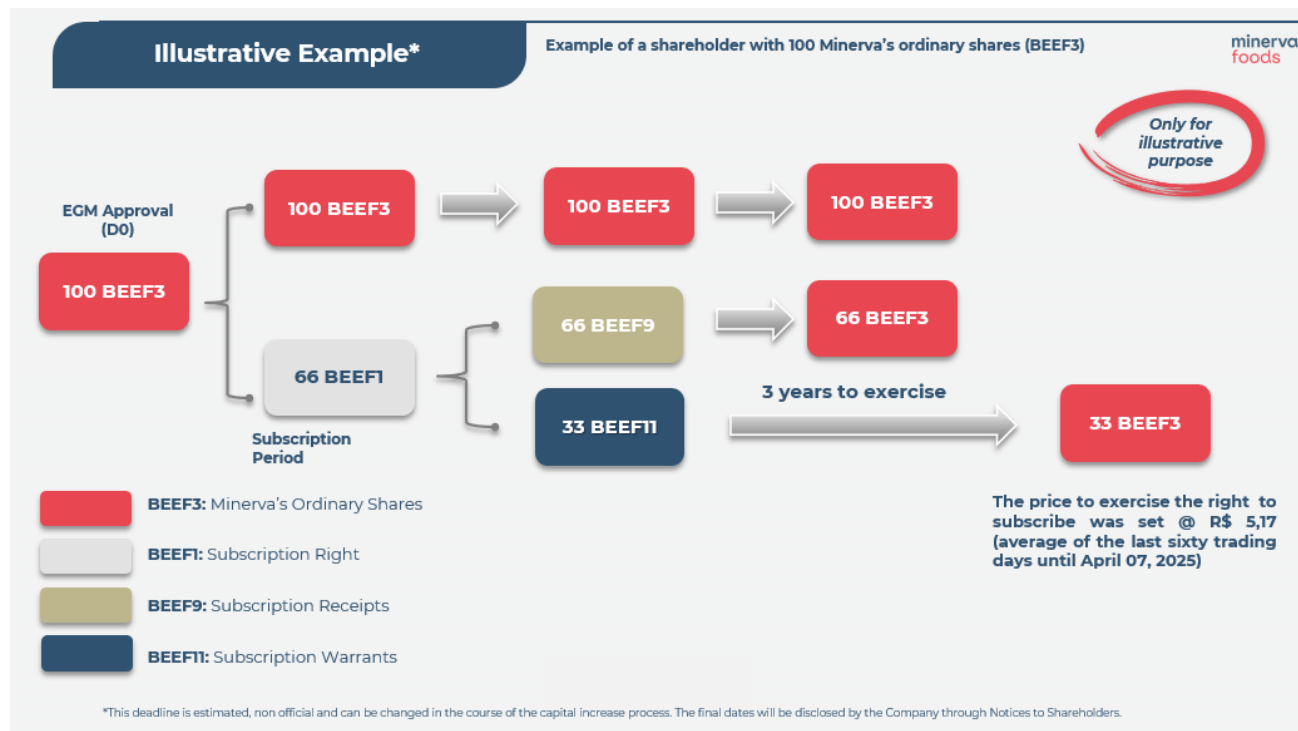 Illustrative Example*
Example of a shareholder with 100 Minerva's ordinary shares (BEEF3)
minerva
foods
Only for
illustrative
purpose
EGM Approval
(D0)
100 BEEF3
100 BEEF3
100 BEEF3
100 BEEF3
66 BEEF1
Subscription
Period
66 BEEF9
66 BEEF3
33 BEEF11
3 years to exercise
33 BEEF3
The price to exercise the right to
subscribe was set @ R$ 5,17
(average of the last sixty trading
days until April 07, 2025)
BEEF3: Minerva's Ordinary Shares
BEEF1: Subscription Right
BEEF9: Subscription Receipts
BEEF11: Subscription Warrants
*This deadline is estimated, non official and can be changed in the course of the capital increase process. The final dates will be disclosed by the Company through Notices to Shareholders.